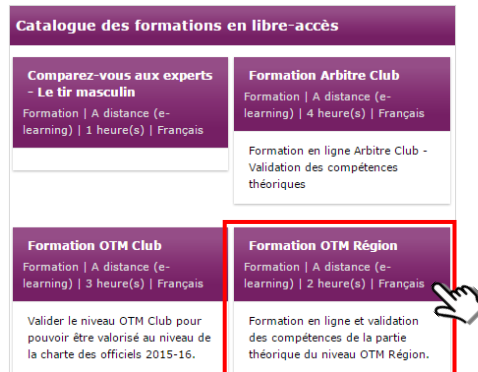 Catalogue des formations en libre-accès
Comparez-vous aux experts
- Le tir masculin
Formation | A distance (e-
learning) | 1 heure(s) | Français
Formation Arbitre Club
Formation | A distance (e-
learning) | 4 heure(s) | Français
Formation en ligne Arbitre Club -
Validation des compétences
théoriques
Formation OTM Club
Formation | A distance (e-
learning) | 3 heure(s) | Français
Valider le niveau OTM Club pour
pouvoir être valorisé au niveau de
la charte des officiels 2015-16.
Formation OTM Région
Formation | A distance (e-
learning) | 2 heure(s) | Français
Formation en ligne et validation
des compétences de la partie
théorique du niveau OTM Région.